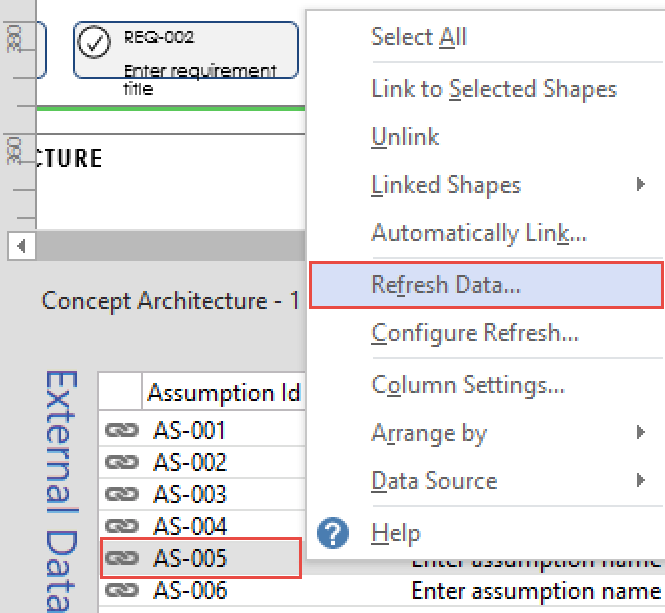 REQ-002
Enter requirement
title
CTURE
Concept Architecture - 1
External Data
Assumption Id
AS-001
AS-002
AS-003
AS-004
AS-005
AS-006
Enter assumption name
Enter assumption name
Select All
Link to Selected Shapes
Unlink
Linked Shapes
Automatically Link...
Refresh Data...
Configure Refresh...
Column Settings...
Arrange by
Data Source
Help